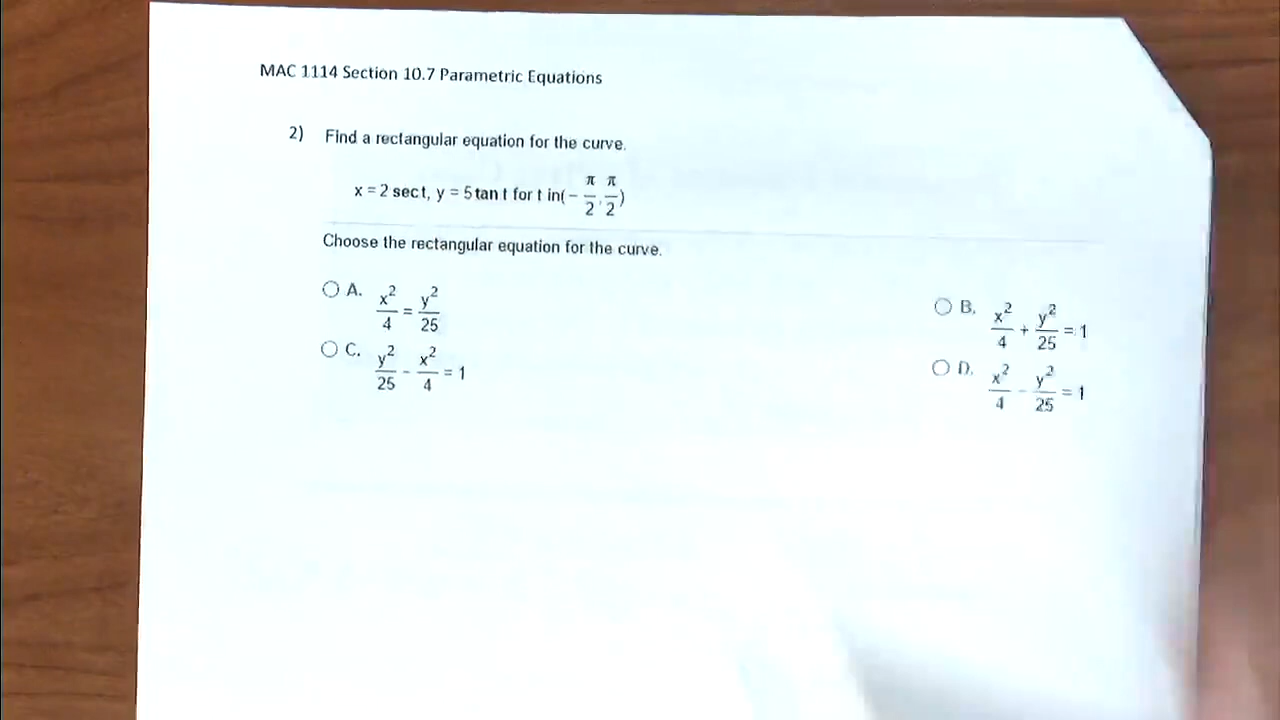 MAC 1114 Section 10.7 Parametric Equations
2) Find a rectangular equation for the curve.
x = 2 sec t, y = 5 tan t for t in(- π/2, π/2)
Choose the rectangular equation for the curve.
A. x²/4 = y²/25
B. x²/4 + y²/25 = 1
C. y²/25 - x²/4 = 1
D. x²/4 - y²/25 = 1